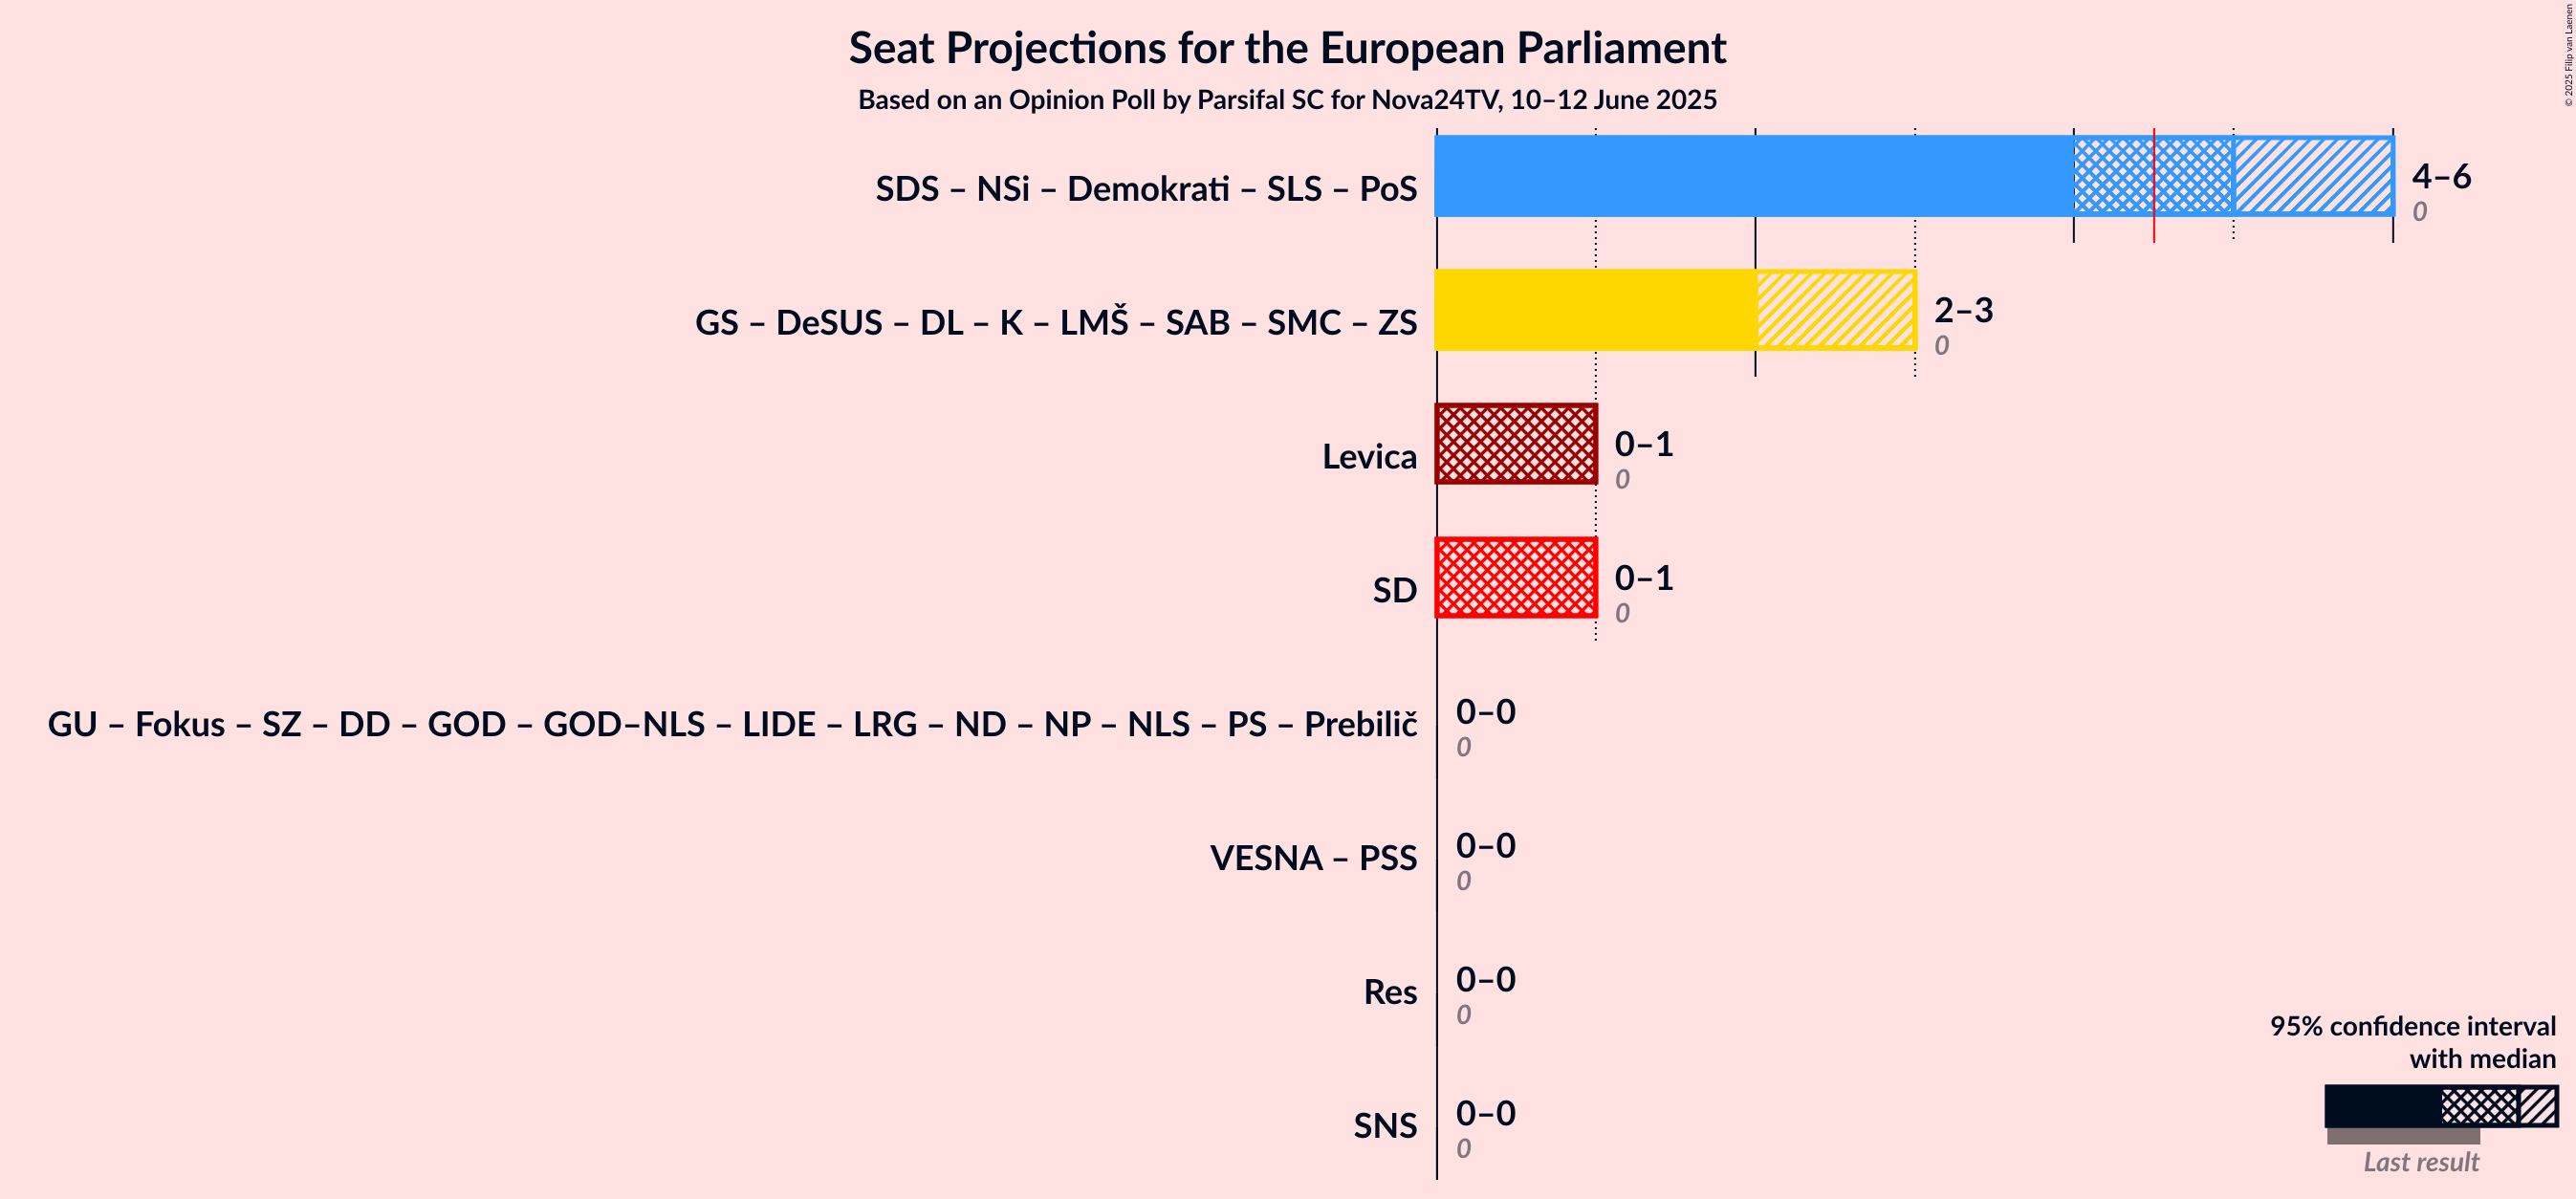 Seat Projections for the European Parliament
Based on an Opinion Poll by Parsifal SC for Nova24TV, 10–12 June 2025
© 2025 Filip van Laenen
SDS – NSi – Demokrati – SLS – PoS
4–6
0
GS – DeSUS – DL – K – LMŠ – SAB – SMC – ZS
2–3
0
Levica
0–1
0
SD
0–1
0
GU – Fokus – SZ – DD – GOD – GOD–NLS – LIDE – LRG – ND – NP – NLS – PS – Prebilič
0–0
0
VESNA – PSS
0–0
0
Res
0–0
0
SNS
0–0
0
95% confidence interval
with median
Last result